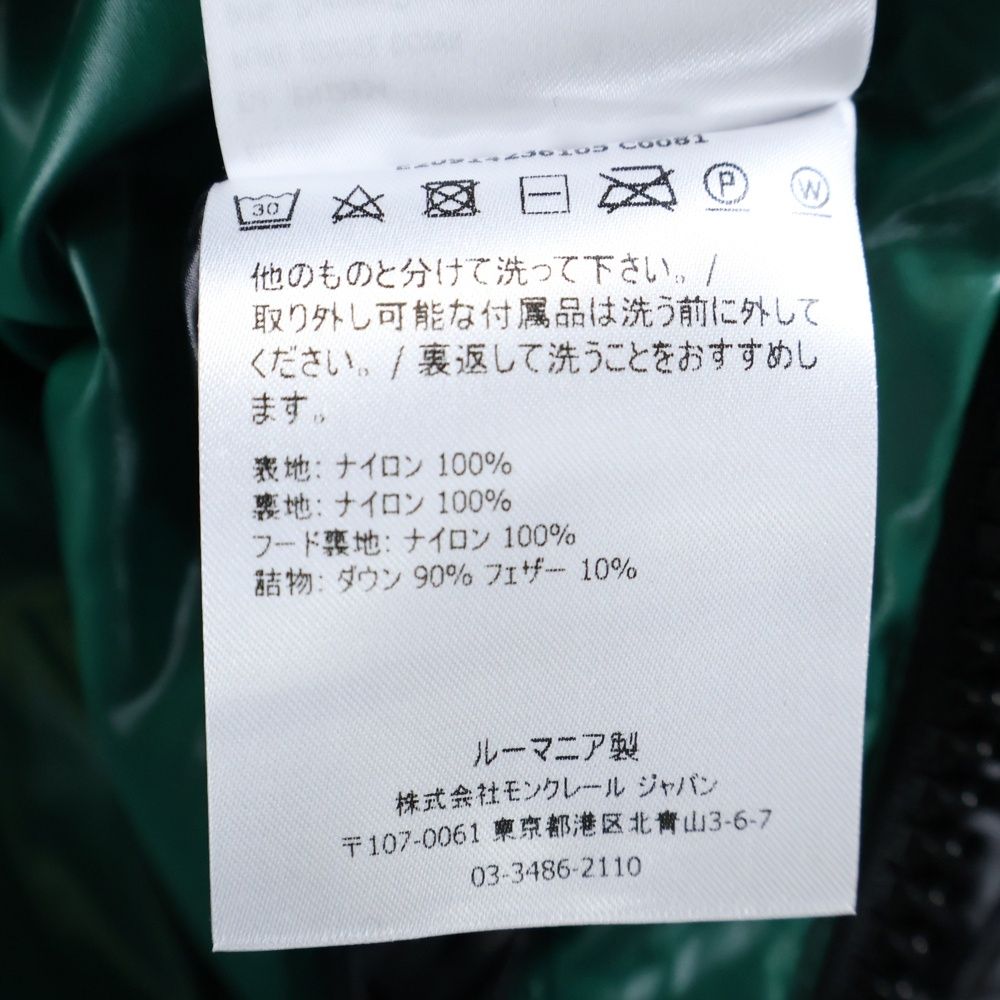 C0081
30
P
W
他のものと分けて洗って下さい。/
取り外し可能な付属品は洗う前に外して
ください。/ 裏返して洗うことをおすすめし
ます。
表地: ナイロン 100%
裏地: ナイロン 100%
フード裏地: ナイロン 100%
詰物: ダウン 90% フェザー 10%
ルーマニア製
株式会社モンクレール ジャパン
〒107-0061 東京都港区北青山3-6-7
03-3486-2110